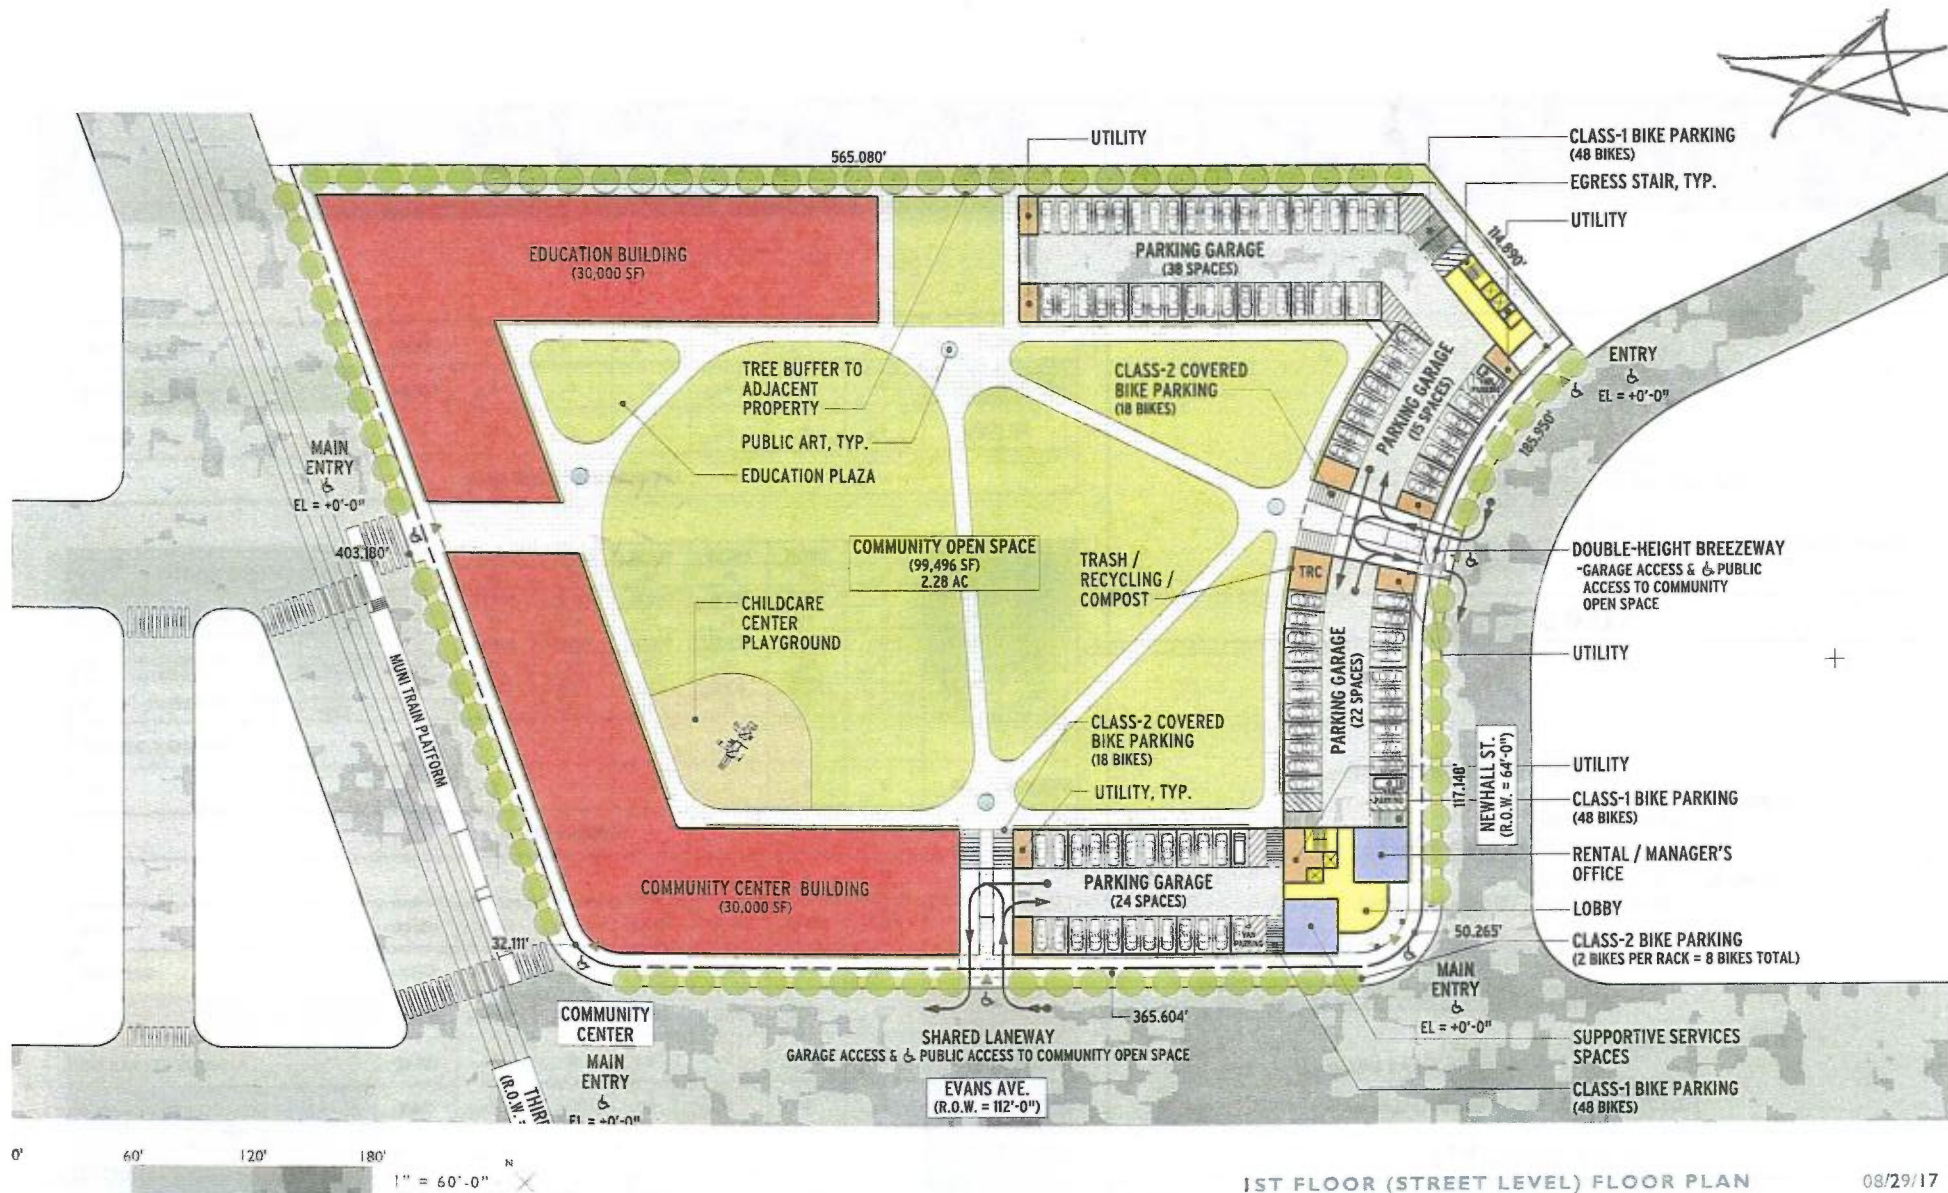 UTILITY
CLASS-1 BIKE PARKING
(48 BIKES)
565.080'
EGRESS STAIR, TYP.
UTILITY
114.890'
EDUCATION BUILDING
(30,000 SF)
PARKING GARAGE
(38 SPACES)
ENTRY
EL = +0'-0"
TREE BUFFER TO
ADJACENT
PROPERTY
CLASS-2 COVERED
BIKE PARKING
(18 BIKES)
PARKING GARAGE
(15 SPACES)
185.950'
PUBLIC ART, TYP.
EDUCATION PLAZA
MAIN
ENTRY
EL = +0'-0"
403.180'
COMMUNITY OPEN SPACE
(99,496 SF)
2.28 AC
TRASH /
RECYCLING /
COMPOST
TRC
DOUBLE-HEIGHT BREEZEWAY
-GARAGE ACCESS & PUBLIC
ACCESS TO COMMUNITY
OPEN SPACE
CHILDCARE
CENTER
PLAYGROUND
UTILITY
MUNI TRAIN PLATFORM
PARKING GARAGE
(22 SPACES)
CLASS-2 COVERED
BIKE PARKING
(18 BIKES)
NEWHALL ST.
(R.O.W. = 64'-0")
117.148'
UTILITY
UTILITY, TYP.
PARKING
CLASS-1 BIKE PARKING
(48 BIKES)
RENTAL / MANAGER'S
OFFICE
COMMUNITY CENTER BUILDING
(30,000 SF)
PARKING GARAGE
(24 SPACES)
LOBBY
VAN
PARKING
32.111'
50.265'
CLASS-2 BIKE PARKING
(2 BIKES PER RACK = 8 BIKES TOTAL)
MAIN
ENTRY
EL = +0'-0"
COMMUNITY
CENTER
MAIN
ENTRY
EL = +0'-0"
365.604'
SHARED LANEWAY
GARAGE ACCESS & PUBLIC ACCESS TO COMMUNITY OPEN SPACE
SUPPORTIVE SERVICES
SPACES
EVANS AVE.
(R.O.W. = 112'-0")
CLASS-1 BIKE PARKING
(48 BIKES)
(R.O.W.
0' 60' 120' 180'
1" = 60'-0"
N
1ST FLOOR (STREET LEVEL) FLOOR PLAN
08/29/17